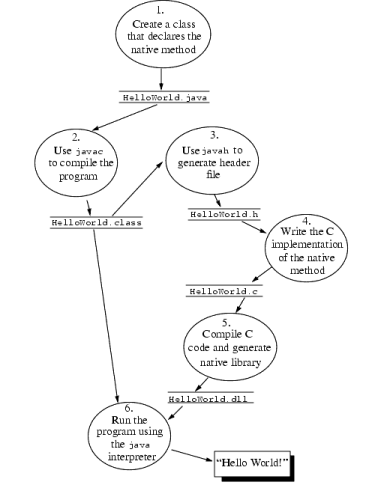 1.
Create a class
that declares the
native method
HelloWorld.java
2.
Use javac
to compile the
program
3.
Use javah to
generate header
file
HelloWorld.class
HelloWorld.h
4.
Write the C
implementation
of the native
method
HelloWorld.c
5.
Compile C
code and generate
native library
HelloWorld.dll
6.
Run the
program using
the java
interpreter
“Hello World!”